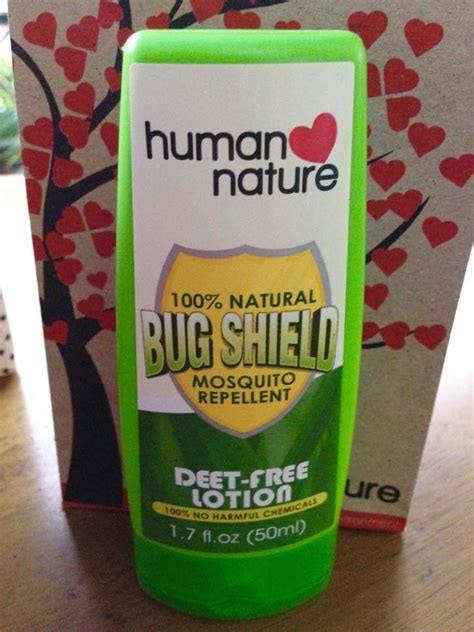 human
nature
100% NATURAL
BUG SHIELD
MOSQUITO
REPELLENT
DEET-FREE
LOTION
100% NO HARMFUL CHEMICALS
1.7 fl.oz (50ml)
ture